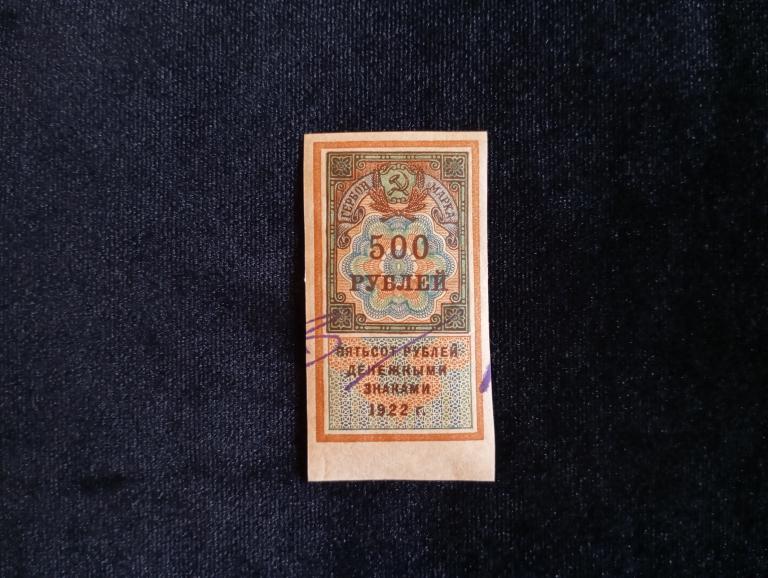 ГЕРБОВ. МАРКА
500
РУБЛЕЙ
ПЯТЬСОТ РУБЛЕЙ
ДЕНЕЖНЫМИ
ЗНАКАМИ
1922 г.